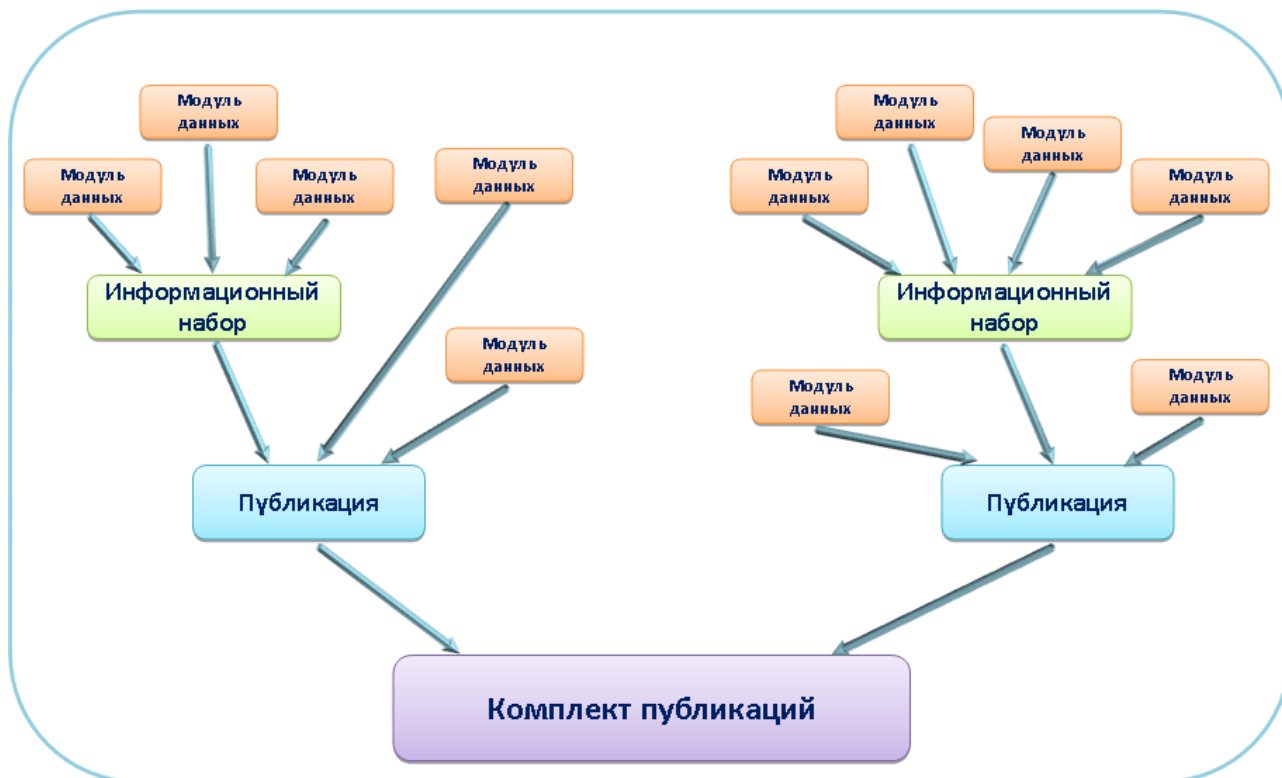 Модуль
данных
Модуль
данных
Модуль
данных
Модуль
данных
Информационный
набор
Модуль
данных
Публикация
Модуль
данных
Модуль
данных
Модуль
данных
Модуль
данных
Информационный
набор
Модуль
данных
Модуль
данных
Публикация
Комплект публикаций